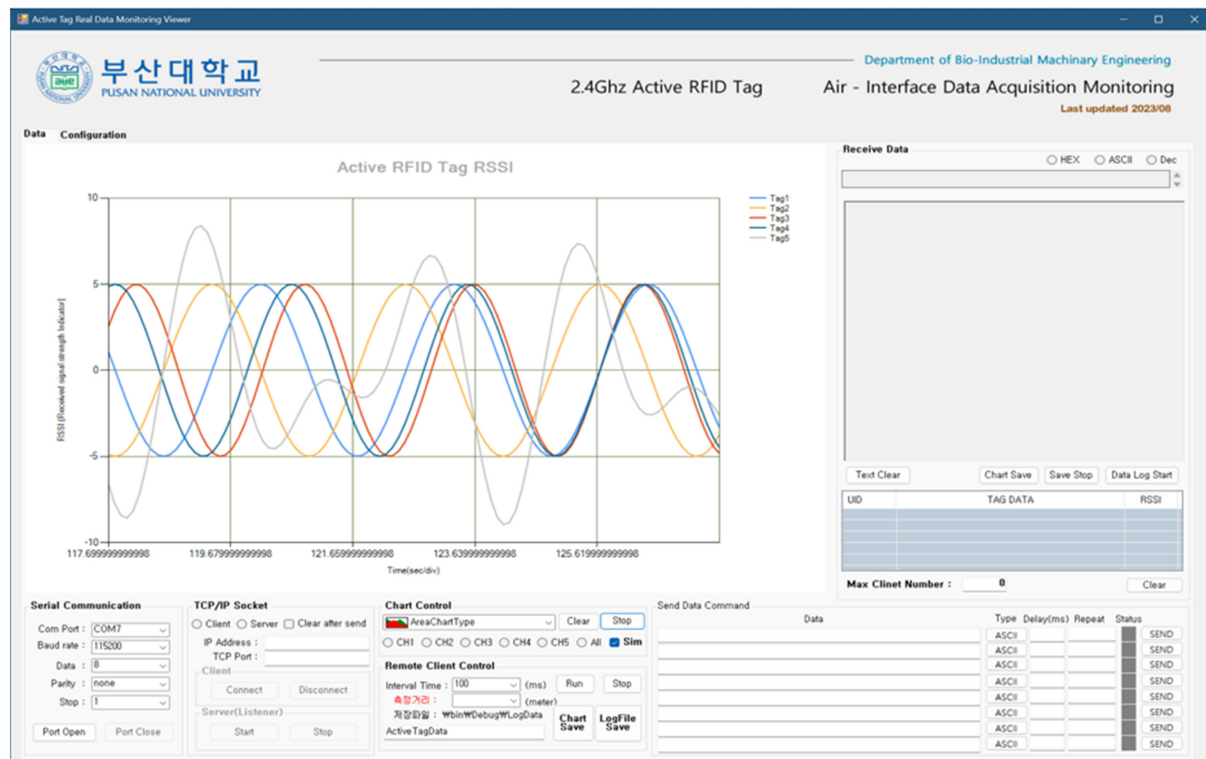 Active Tag Real Data Monitoring Viewer
부산대학교
PUSAN NATIONAL UNIVERSITY
Department of Bio-Industrial Machinary Engineering
2.4Ghz Active RFID Tag Air - Interface Data Acquisition Monitoring
Last updated 2023/08
Data Configuration
Active RFID Tag RSSI
Tag1
Tag2
Tag3
Tag4
Tag5
RSSI (Received signal strength Indicator)
10
5
0
-5
-10
117.699999999998 119.679999999998 121.659999999998 123.639999999998 125.619999999998
Time(sec/div)
Receive Data
HEX ASCII Dec
Text Clear Chart Save Save Stop Data Log Start
UID TAG DATA RSSI
Max Clinet Number : 0 Clear
Serial Communication
Com Port : COM7
Baud rate : 115200
Data : 8
Parity : none
Stop : 1
Port Open Port Close
TCP/IP Socket
Client Server Clear after send
IP Address :
TCP Port :
Client
Connect Disconnect
Server(Listener)
Start Stop
Chart Control
AreaChartType Clear Stop
CH1 CH2 CH3 CH4 CH5 All Sim
Remote Client Control
Interval Time : 100 (ms) Run Stop
측정거리 : (meter)
저장파일 : ₩bin₩Debug₩LogData
ActiveTagData
Chart Save
LogFile Save
Send Data Command
Data Type Delay(ms) Repeat Status
ASCII SEND
ASCII SEND
ASCII SEND
ASCII SEND
ASCII SEND
ASCII SEND
ASCII SEND
ASCII SEND